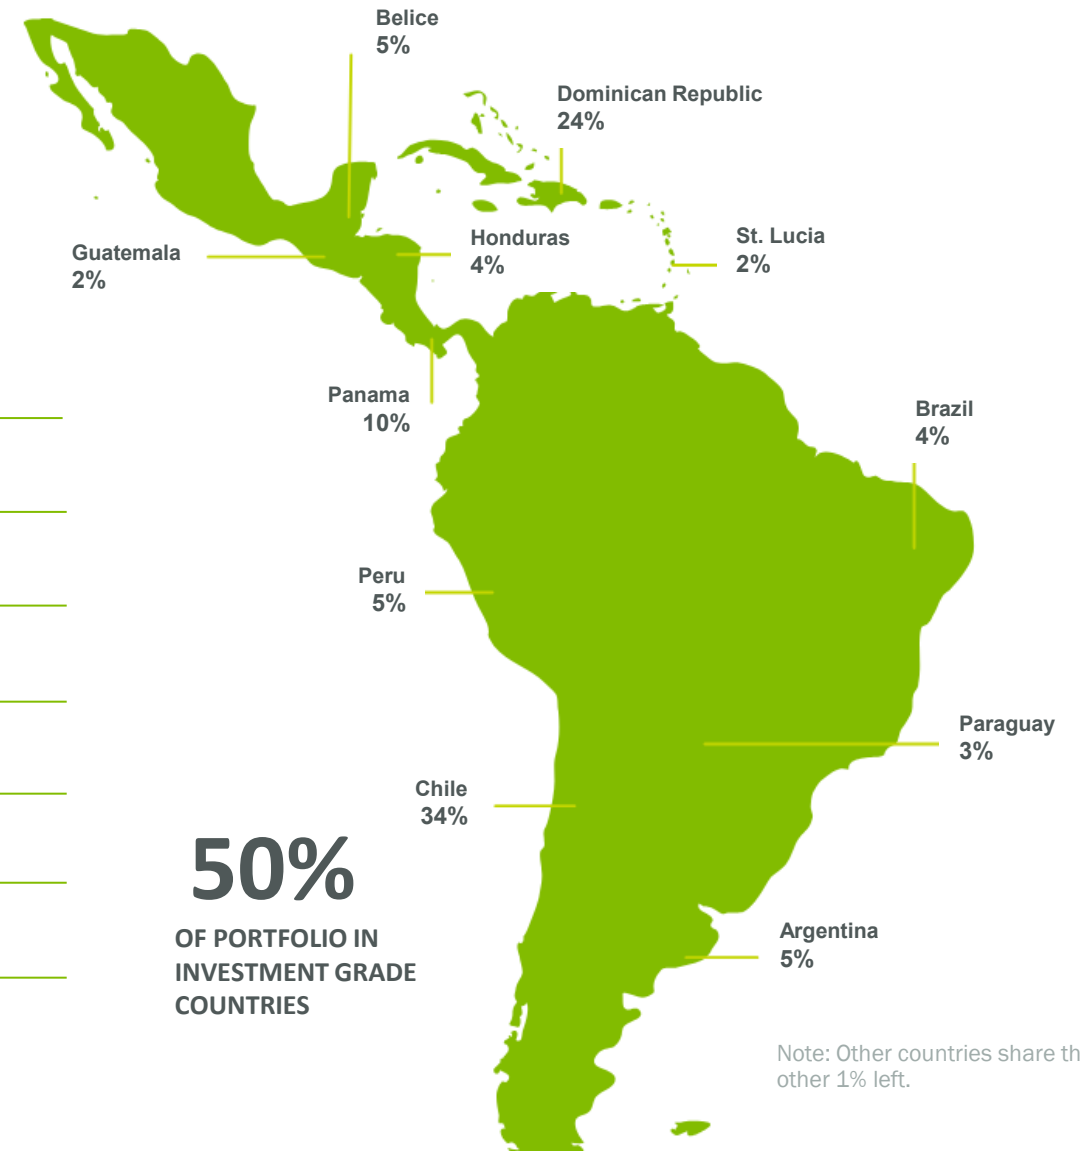 Belice
5%
Dominican Republic
24%
Guatemala
2%
Honduras
4%
St. Lucia
2%
Panama
10%
Brazil
4%
Peru
5%
Paraguay
3%
Chile
34%
50%
OF PORTFOLIO IN
INVESTMENT GRADE
COUNTRIES
Argentina
5%
Note: Other countries share th
other 1% left.